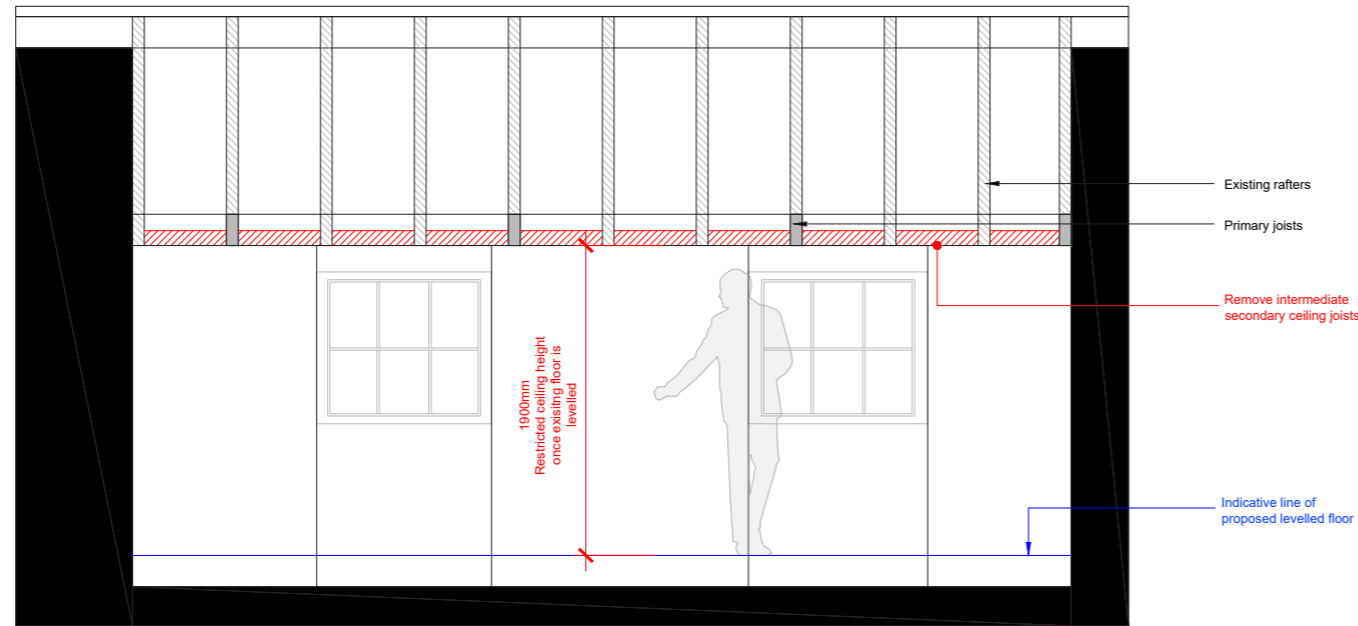 Existing rafters
Primary joists
Remove intermediate
secondary ceiling joists
1900mm
Restricted ceiling height
once exisitng floor is
levelled
Indicative line of
proposed levelled floor